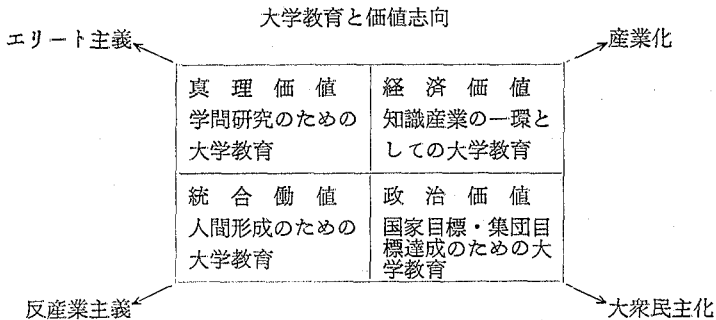 大学教育と価値志向
エリート主義
産業化
真理価値
学問研究のための
大学教育
経済価値
知識産業の一環と
しての大学教育
統合働値
人間形成のための
大学教育
政治価値
国家目標・集団目
標達成のための大
学教育
反産業主義
大衆民主化